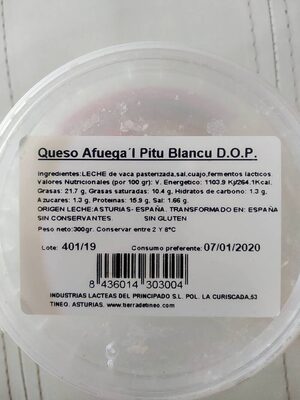 Queso Afuega´l Pitu Blancu D.O.P.
Ingredientes:LECHE de vaca pasterizada,sal,cuajo,fermentos lácticos.
Valores Nutricionales (por 100 gr): V. Energetico: 1103,9 Kj/264,1Kcal.
Grasas: 21.7 g, Grasas saturadas: 10.4 g, Hidratos de carbono: 1.3 g,
Azucares: 1.3 g, Proteinas: 15.9 g, Sal: 1.66 g.
ORIGEN LECHE:ASTURIAS- ESPAÑA. TRANSFORMADO EN: ESPAÑA
SIN CONSERVANTES. SIN GLUTEN
Peso neto:300gr. Conservar entre 2 Y 8ºC
Lote: 401/19 Consumo preferente: 07/01/2020
8 436014 303004
INDUSTRIAS LACTEAS DEL PRINCIPADO S.L. POL. LA CURISCADA,53
TINEO. ASTURIAS. www.tierradetineo.com